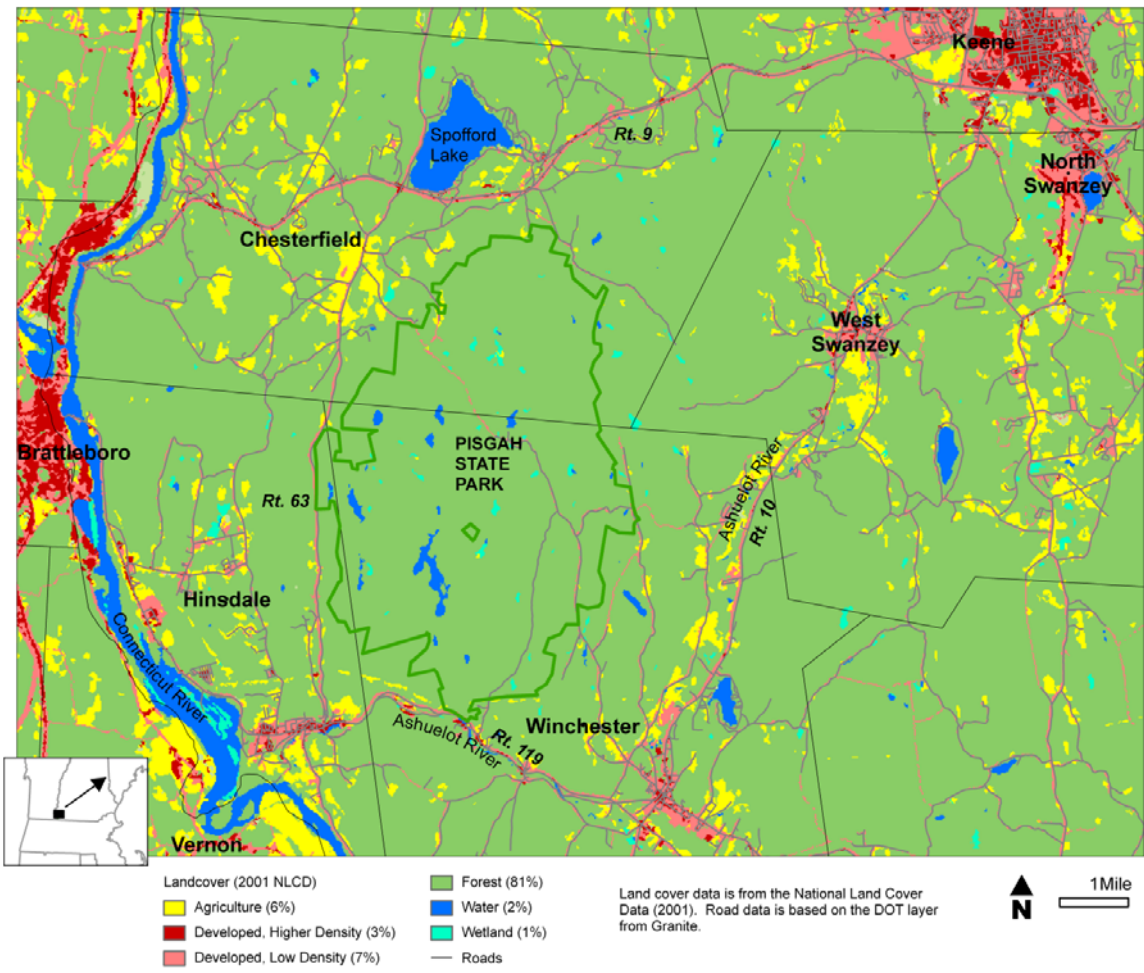 Keene
Spofford
Lake
Rt. 9
North
Swanzey
Chesterfield
West
Swanzey
Brattleboro
PISGAH
STATE
PARK
Rt. 63
Ashuelot River
Rt. 10
Hinsdale
Connecticut River
Ashuelot River
Rt. 119
Winchester
Vernon
Landcover (2001 NLCD)
Agriculture (6%)
Developed, Higher Density (3%)
Developed, Low Density (7%)
Forest (81%)
Water (2%)
Wetland (1%)
Roads
Land cover data is from the National Land Cover
Data (2001). Road data is based on the DOT layer
from Granite.
N
1Mile